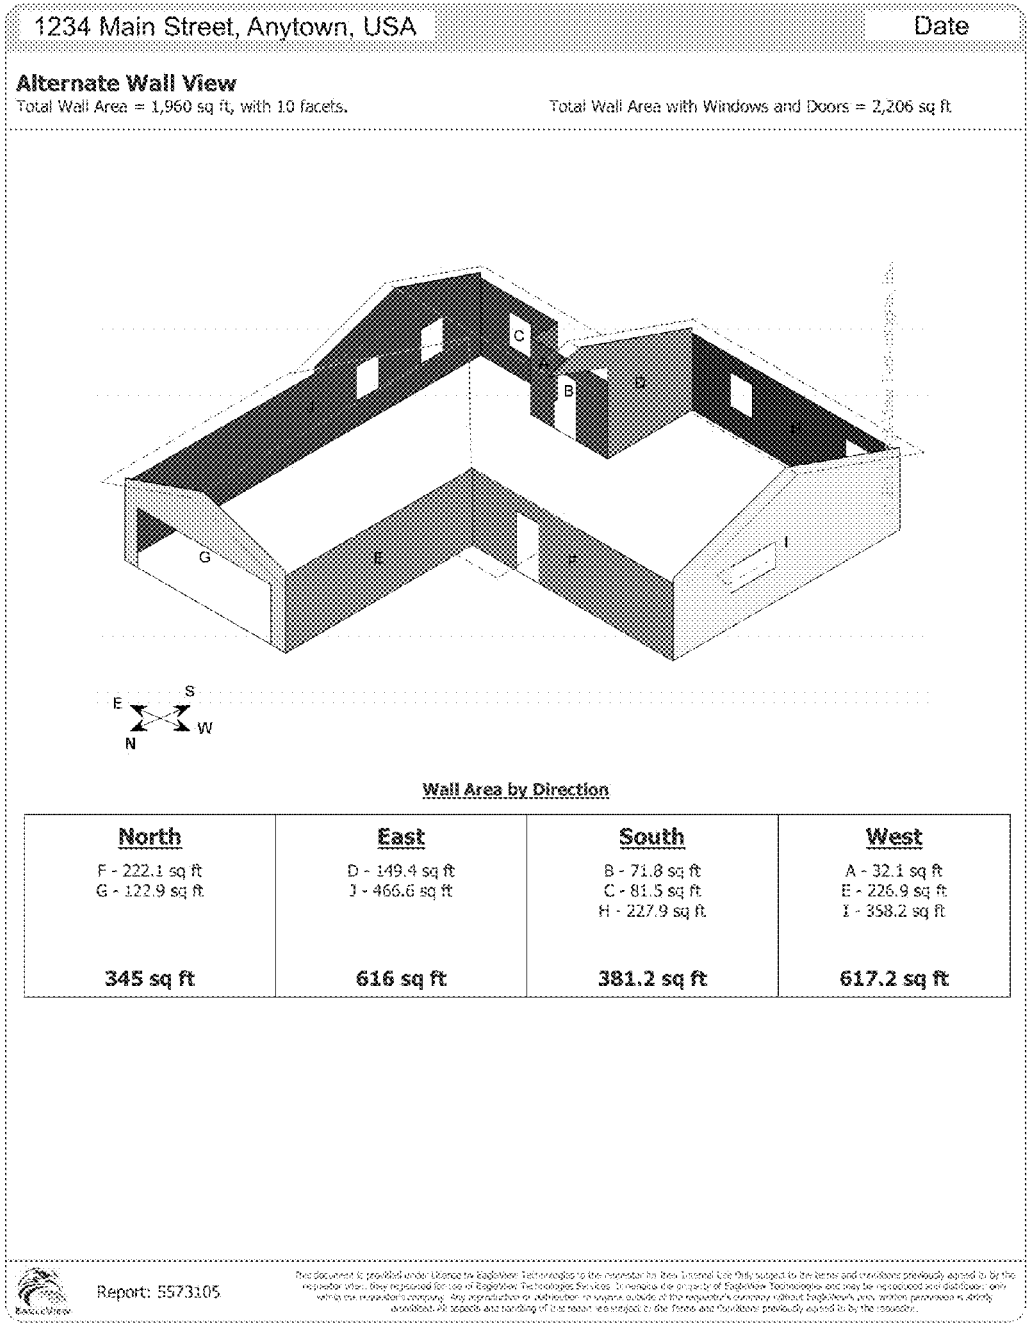 1234 Main Street, Anytown, USA
Date
Alternate Wall View
Total Wall Area = 1,960 sq ft, with 10 facets.
Total Wall Area with Windows and Doors = 2,206 sq ft
C
A
B
D
J
H
G
E
F
I
S
E
W
N
Wall Area by Direction
North
F - 222.1 sq ft
G - 122.9 sq ft
345 sq ft
East
D - 149.4 sq ft
J - 466.6 sq ft
616 sq ft
South
B - 71.8 sq ft
C - 81.5 sq ft
H - 227.9 sq ft
381.2 sq ft
West
A - 32.1 sq ft
E - 226.9 sq ft
I - 358.2 sq ft
617.2 sq ft
EAGLEVIEW
Report: 5573105